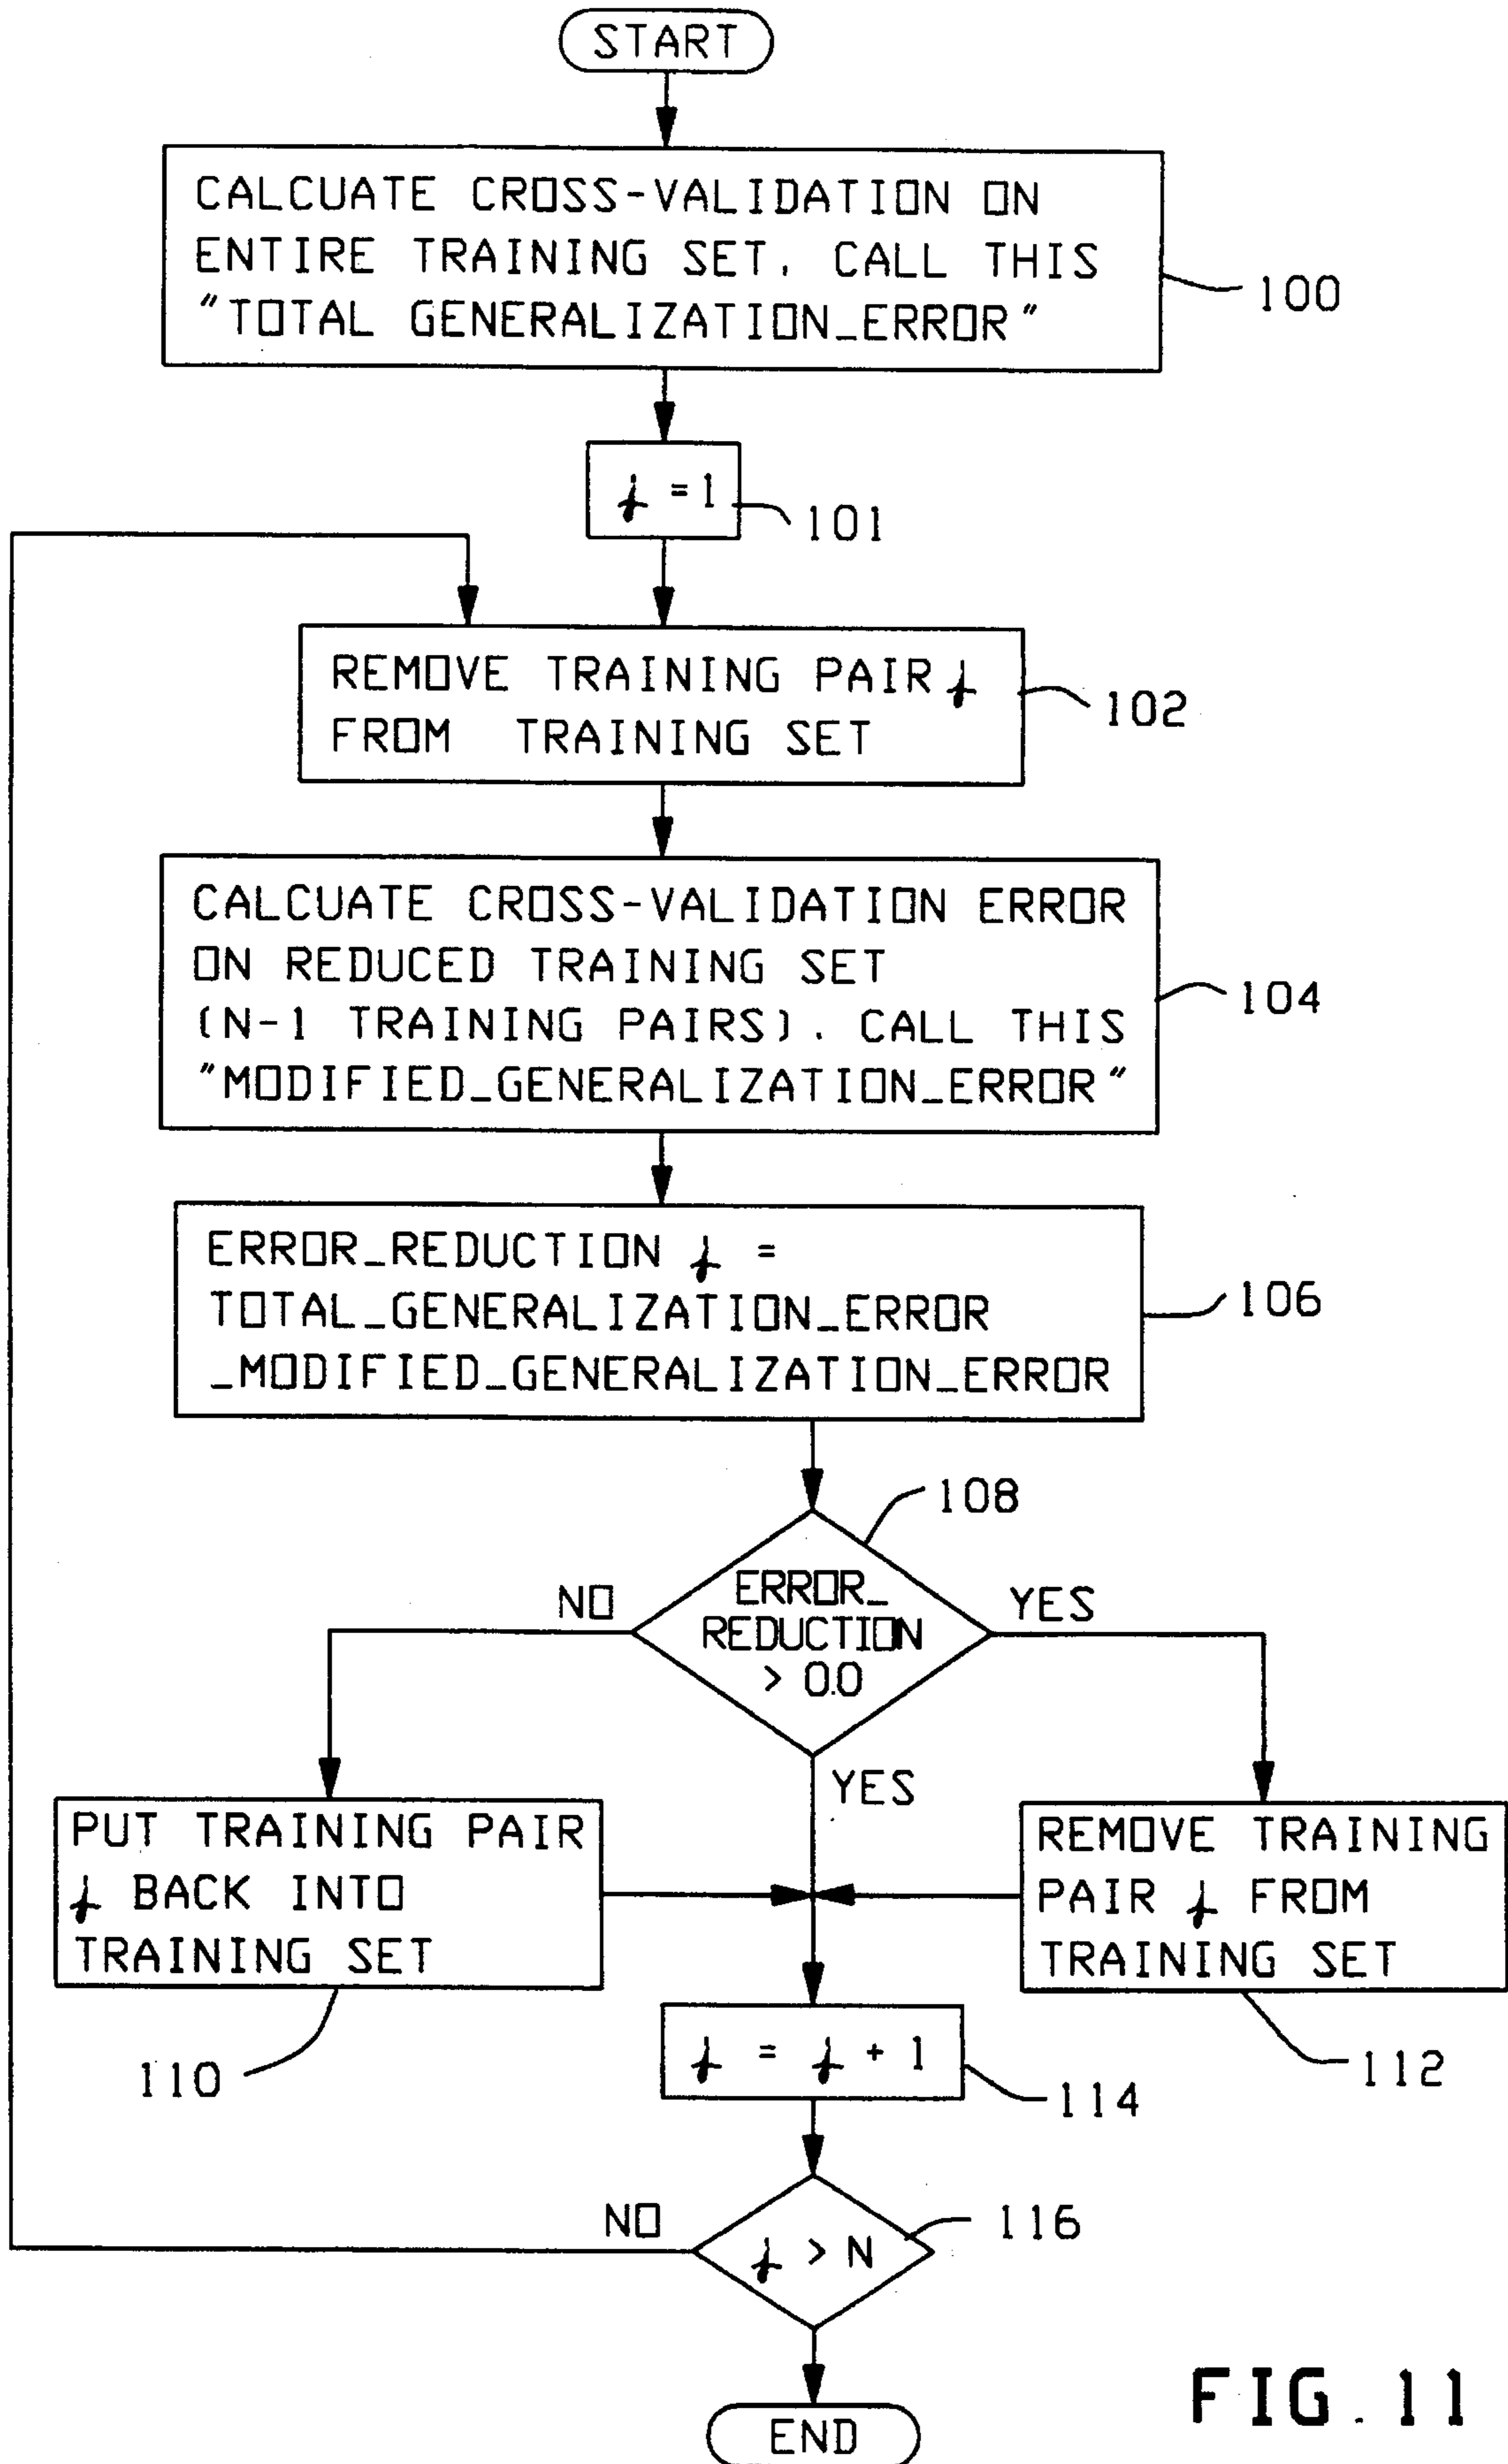 START
CALCUATE CROSS-VALIDATION ON
ENTIRE TRAINING SET, CALL THIS
"TOTAL GENERALIZATION_ERROR"
100
j = 1
101
REMOVE TRAINING PAIR j
FROM TRAINING SET
102
CALCUATE CROSS-VALIDATION ERROR
ON REDUCED TRAINING SET
(N-1 TRAINING PAIRS). CALL THIS
"MODIFIED_GENERALIZATION_ERROR"
104
ERROR_REDUCTION j =
TOTAL_GENERALIZATION_ERROR
_MODIFIED_GENERALIZATION_ERROR
106
108
ERROR_
REDUCTION
> 0.0
NO
YES
YES
PUT TRAINING PAIR
j BACK INTO
TRAINING SET
110
REMOVE TRAINING
PAIR j FROM
TRAINING SET
112
j = j + 1
114
NO
j > N
116
END
FIG. 11